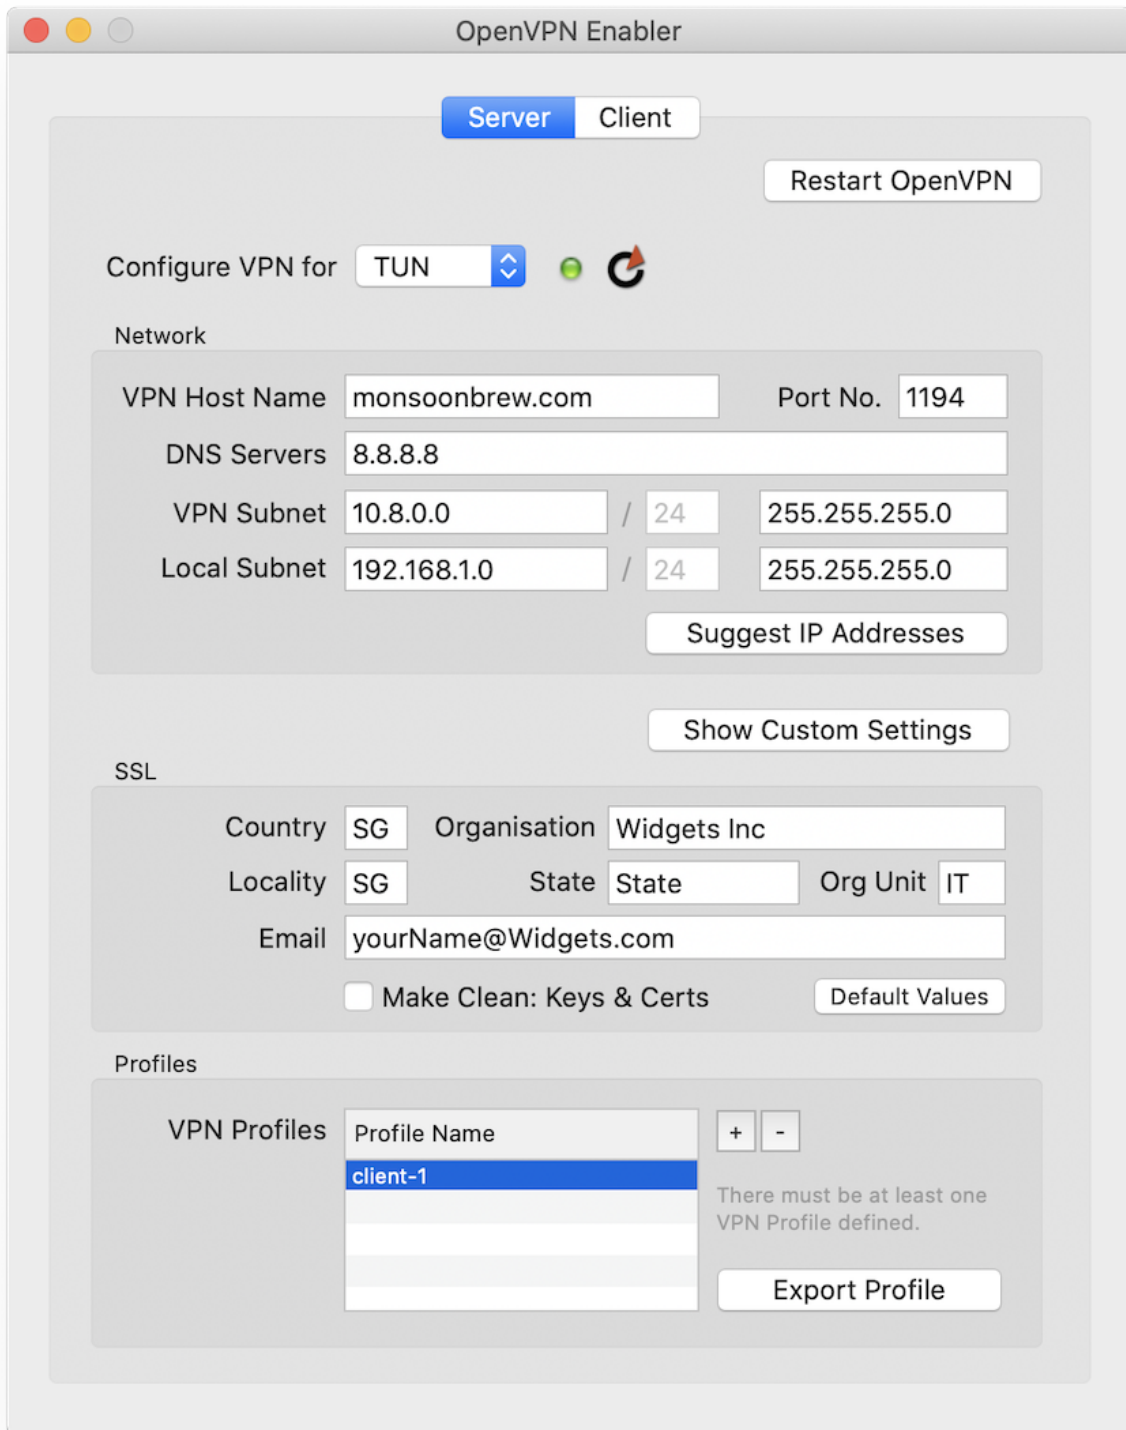 OpenVPN Enabler
Server Client
Restart OpenVPN
Configure VPN for TUN
Network
VPN Host Name monsoonbrew.com Port No. 1194
DNS Servers 8.8.8.8
VPN Subnet 10.8.0.0 / 24 255.255.255.0
Local Subnet 192.168.1.0 / 24 255.255.255.0
Suggest IP Addresses
Show Custom Settings
SSL
Country SG Organisation Widgets Inc
Locality SG State State Org Unit IT
Email yourName@Widgets.com
Make Clean: Keys & Certs Default Values
Profiles
VPN Profiles Profile Name + -
client-1
There must be at least one
VPN Profile defined.
Export Profile